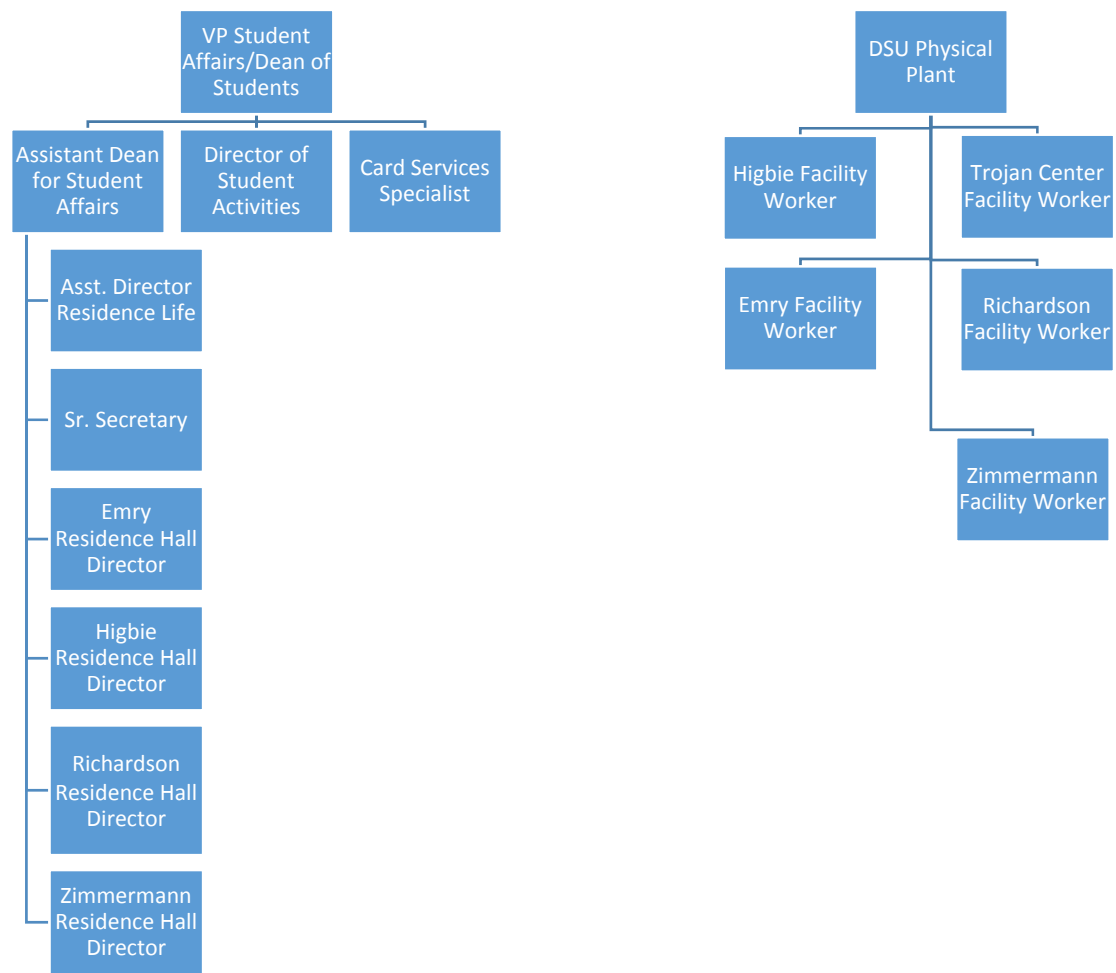 VP Student
Affairs/Dean of
Students
Assistant Dean
for Student
Affairs
Director of
Student
Activities
Card Services
Specialist
Asst. Director
Residence Life
Sr. Secretary
Emry
Residence Hall
Director
Higbie
Residence Hall
Director
Richardson
Residence Hall
Director
Zimmermann
Residence Hall
Director
DSU Physical
Plant
Higbie Facility
Worker
Trojan Center
Facility Worker
Emry Facility
Worker
Richardson
Facility Worker
Zimmermann
Facility Worker